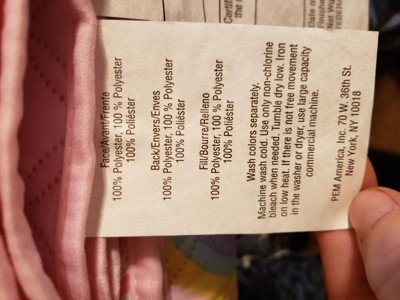 Face/Avant/Frente
100% Polyester, 100 % Polyester
100% Poliéster
Back/Envers/Enves
100% Polyester, 100 % Polyester
100% Poliéster
Fill/Bourre/Relleno
100% Polyester, 100 % Polyester
100% Poliéster
Wash colors separately.
Machine wash cold. Use only non-chlorine
bleach when needed. Tumble dry low. Iron
on low heat. If there is not free movement
in the washer or dryer, use large capacity
commercial machine.
PEM America, Inc. 70 W. 36th St.
New York, NY 10018
Certif
the m